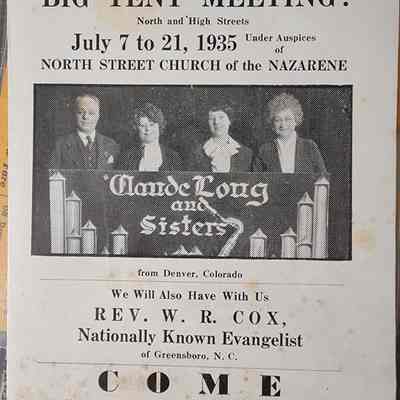 BIG TENT MEETING!
North and High Streets
July 7 to 21, 1935 Under Auspices of
NORTH STREET CHURCH of the NAZARENE
Claude Long
and
Sisters
from Denver, Colorado
We Will Also Have With Us
REV. W. R. COX,
Nationally Known Evangelist
of Greensboro, N. C.
COME